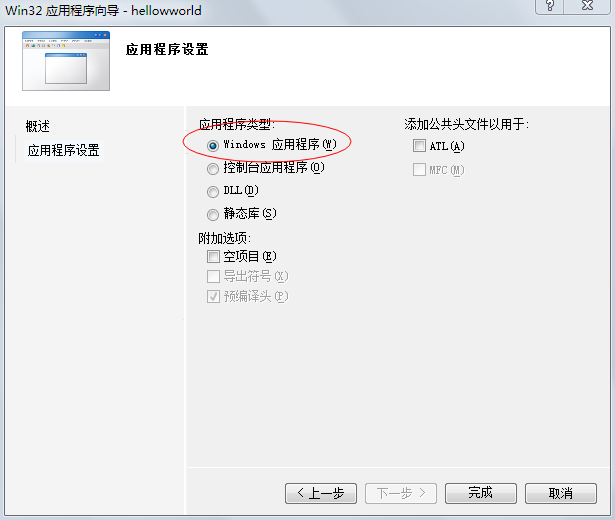 Win32 应用程序向导 - hellowworld
应用程序设置
概述
应用程序设置
应用程序类型:
Windows 应用程序(W)
控制台应用程序(O)
DLL(D)
静态库(S)
附加选项:
空项目(E)
导出符号(X)
预编译头(P)
添加公共头文件以用于:
ATL(A)
MFC(M)
< 上一步
下一步 >
完成
取消